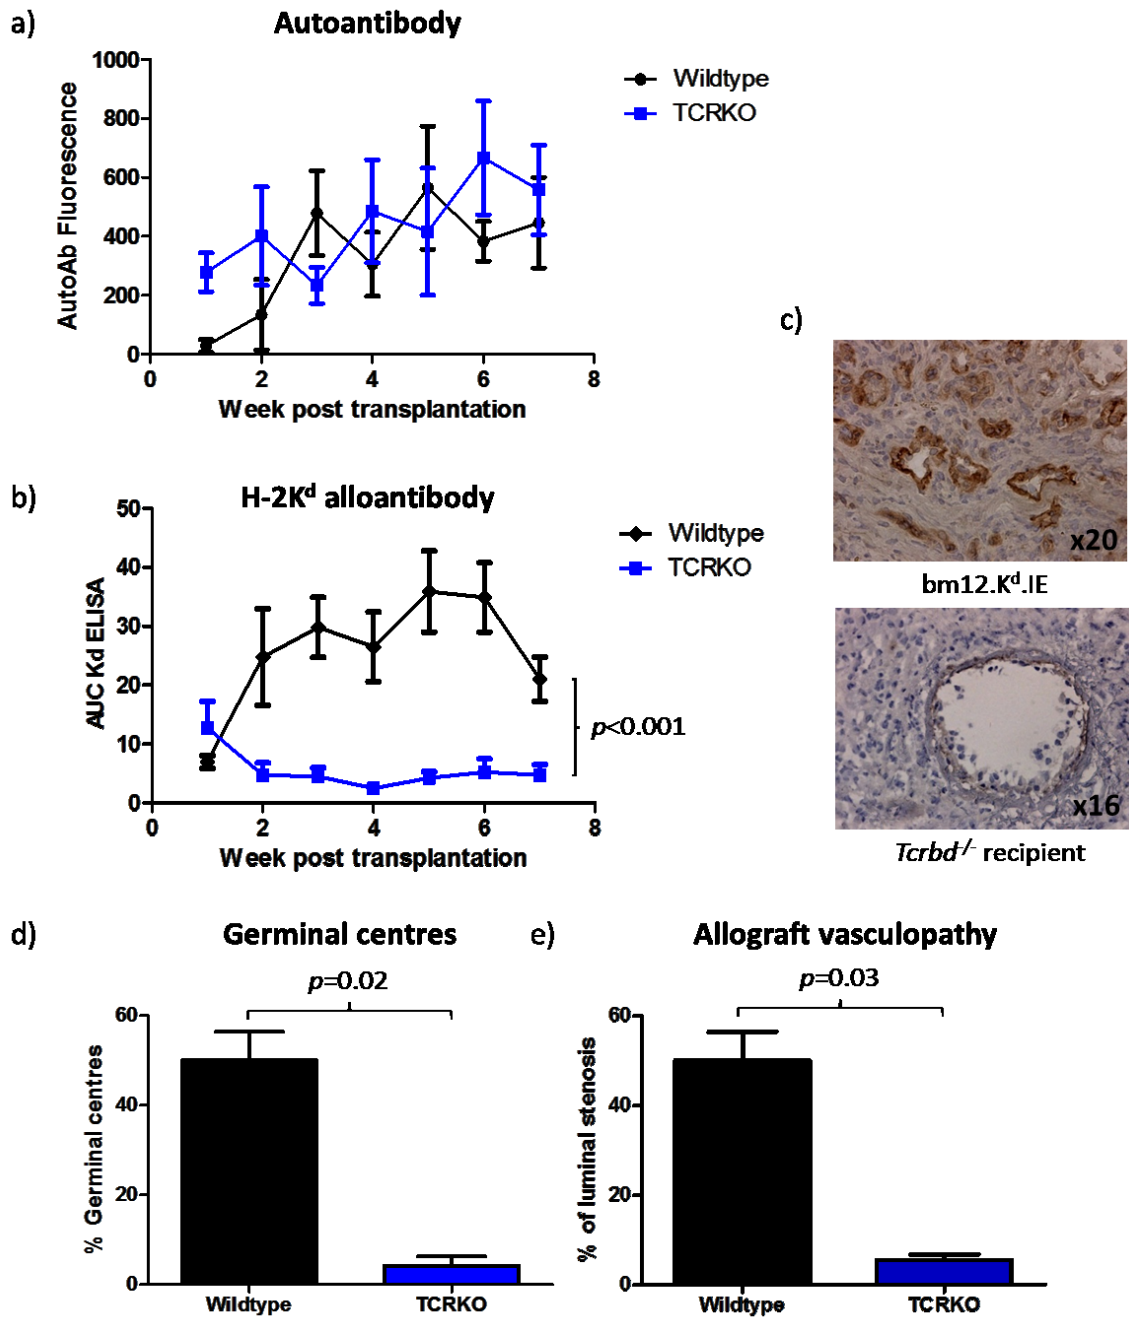 a)
Autoantibody
1000
800
600
400
200
0
AutoAb Fluorescence
0 2 4 6 8
Week post transplantation
Wildtype
TCRKO
b)
H-2Kᵈ alloantibody
50
40
30
20
10
0
AUC Kd ELISA
0 2 4 6 8
Week post transplantation
Wildtype
TCRKO
p<0.001
c)
x20
bm12.Kᵈ.IE
x16
Tcrbd⁻/⁻ recipient
d)
Germinal centres
p=0.02
60
40
20
0
% Germinal centres
Wildtype TCRKO
e)
Allograft vasculopathy
p=0.03
60
40
20
0
% of luminal stenosis
Wildtype TCRKO